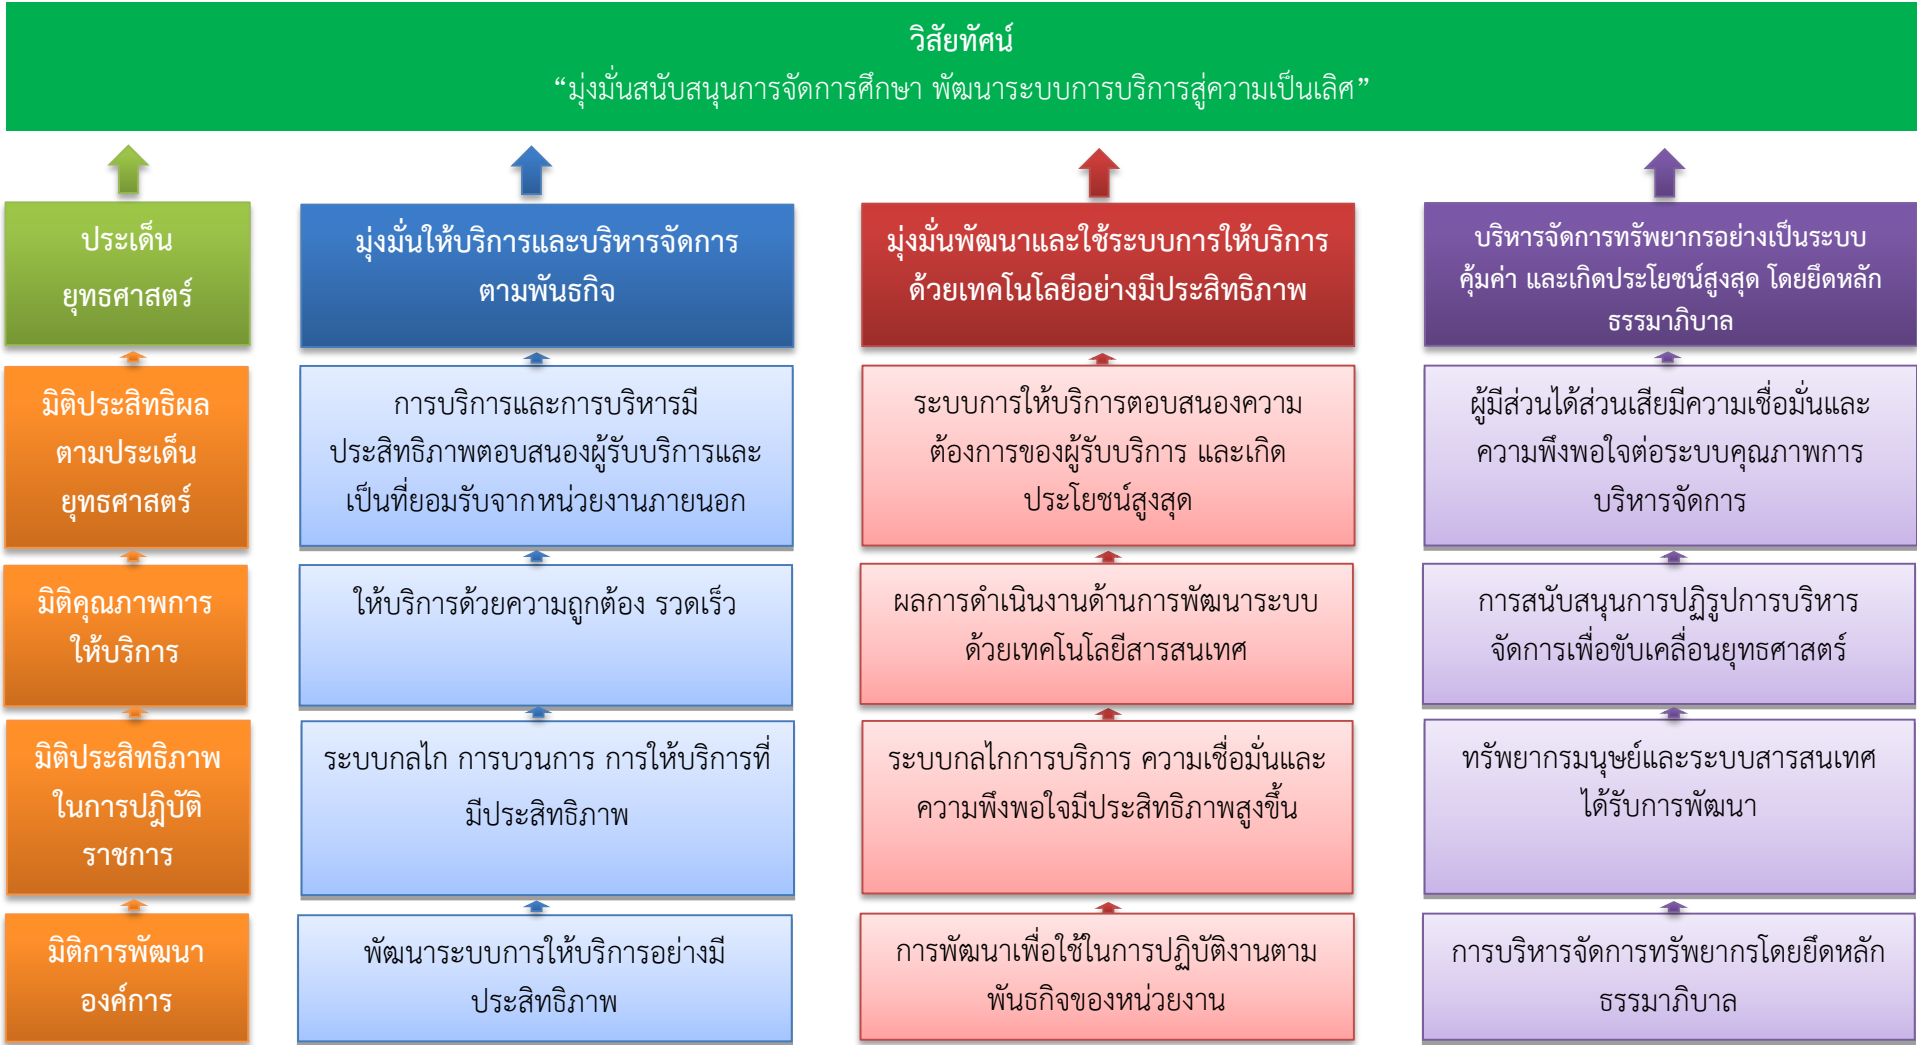 วิสัยทัศน์
“มุ่งมั่นสนับสนุนการจัดการศึกษา พัฒนาระบบการบริการสู่ความเป็นเลิศ”
ประเด็น
ยุทธศาสตร์
มุ่งมั่นให้บริการและบริหารจัดการ
ตามพันธกิจ
มุ่งมั่นพัฒนาและใช้ระบบการให้บริการ
ด้วยเทคโนโลยีอย่างมีประสิทธิภาพ
บริหารจัดการทรัพยากรอย่างเป็นระบบ
คุ้มค่า และเกิดประโยชน์สูงสุด โดยยึดหลัก
ธรรมาภิบาล
มิติประสิทธิผล
ตามประเด็น
ยุทธศาสตร์
การบริการและการบริหารมี
ประสิทธิภาพตอบสนองผู้รับบริการและ
เป็นที่ยอมรับจากหน่วยงานภายนอก
ระบบการให้บริการตอบสนองความ
ต้องการของผู้รับบริการ และเกิด
ประโยชน์สูงสุด
ผู้มีส่วนได้ส่วนเสียมีความเชื่อมั่นและ
ความพึงพอใจต่อระบบคุณภาพการ
บริหารจัดการ
มิติคุณภาพการ
ให้บริการ
ให้บริการด้วยความถูกต้อง รวดเร็ว
ผลการดำเนินงานด้านการพัฒนาระบบ
ด้วยเทคโนโลยีสารสนเทศ
การสนับสนุนการปฏิรูปการบริหาร
จัดการเพื่อขับเคลื่อนยุทธศาสตร์
มิติประสิทธิภาพ
ในการปฎิบัติ
ราชการ
ระบบกลไก การบวนการ การให้บริการที่
มีประสิทธิภาพ
ระบบกลไกการบริการ ความเชื่อมั่นและ
ความพึงพอใจมีประสิทธิภาพสูงขึ้น
ทรัพยากรมนุษย์และระบบสารสนเทศ
ได้รับการพัฒนา
มิติการพัฒนา
องค์การ
พัฒนาระบบการให้บริการอย่างมี
ประสิทธิภาพ
การพัฒนาเพื่อใช้ในการปฏิบัติงานตาม
พันธกิจของหน่วยงาน
การบริหารจัดการทรัพยากรโดยยึดหลัก
ธรรมาภิบาล